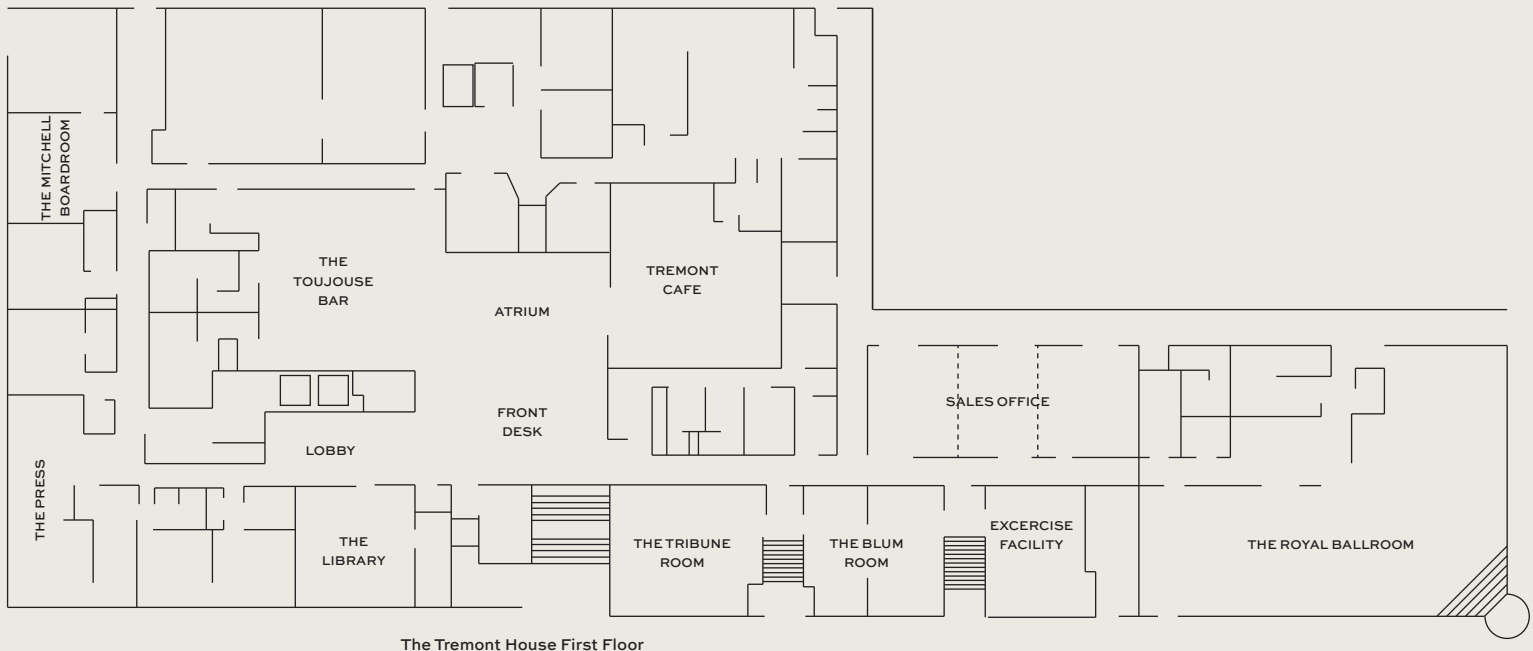 THE MITCHELL
BOARDROOM
THE
TOUJOUSE
BAR
ATRIUM
TREMONT
CAFE
SALES OFFICE
FRONT
DESK
LOBBY
THE PRESS
THE
LIBRARY
THE TRIBUNE
ROOM
THE BLUM
ROOM
EXCERCISE
FACILITY
THE ROYAL BALLROOM
The Tremont House First Floor